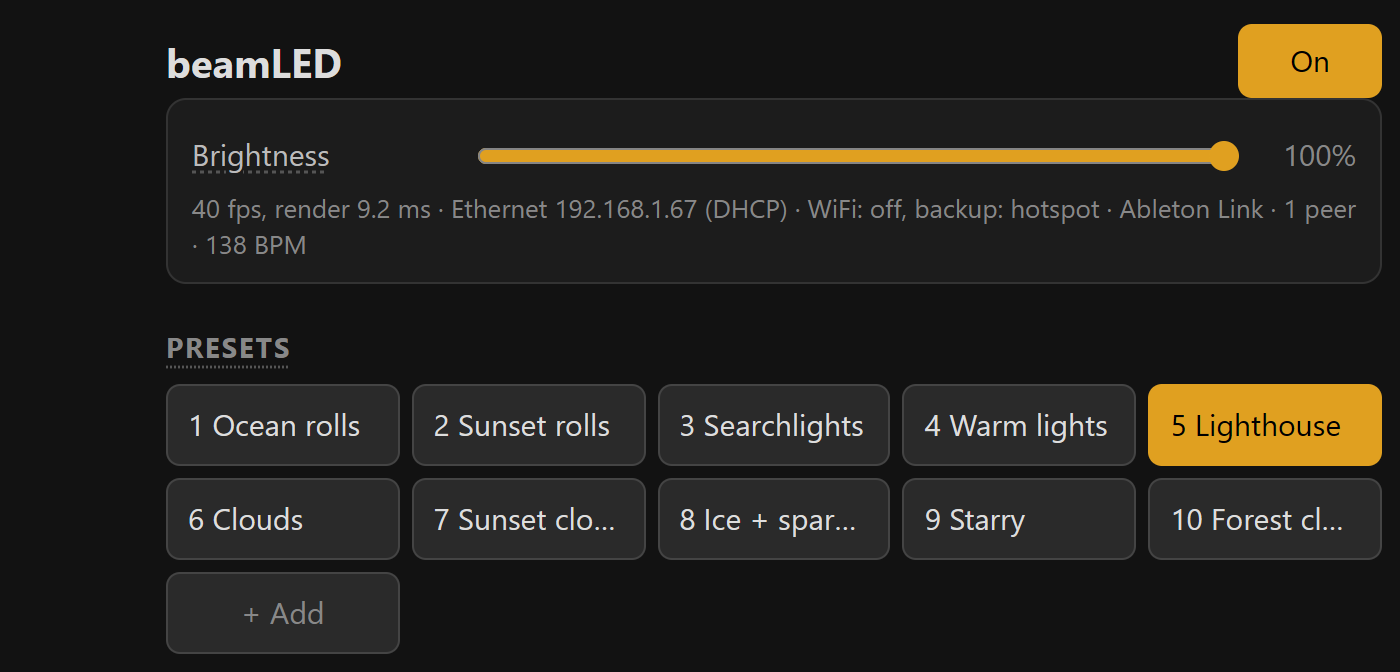 beamLED
On
Brightness
100%
40 fps, render 9.2 ms · Ethernet 192.168.1.67 (DHCP) · WiFi: off, backup: hotspot · Ableton Link · 1 peer
· 138 BPM
PRESETS
1 Ocean rolls
2 Sunset rolls
3 Searchlights
4 Warm lights
5 Lighthouse
6 Clouds
7 Sunset clo...
8 Ice + spar...
9 Starry
10 Forest cl...
+ Add